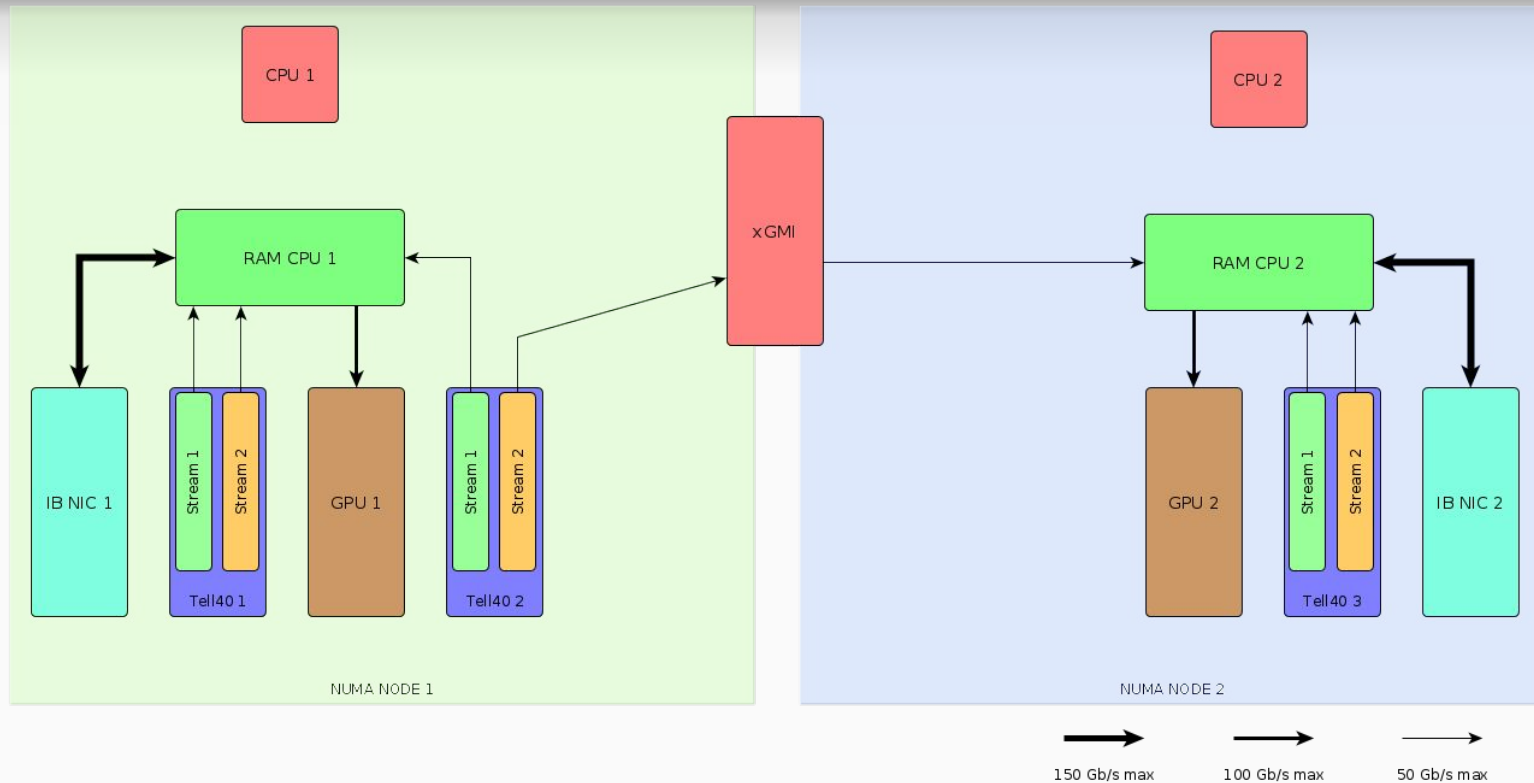 CPU 1
CPU 2
xGMI
RAM CPU 1
RAM CPU 2
IB NIC 1
Stream 1
Stream 2
Tell40 1
GPU 1
Stream 1
Stream 2
Tell40 2
GPU 2
Stream 1
Stream 2
Tell40 3
IB NIC 2
NUMA NODE 1
NUMA NODE 2
150 Gb/s max
100 Gb/s max
50 Gb/s max